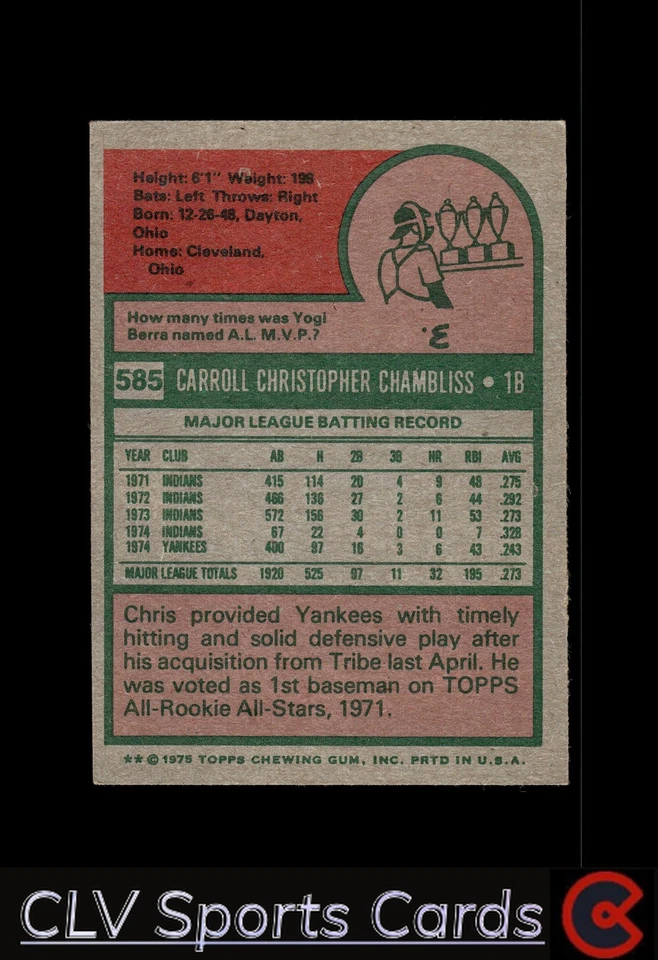 Height: 6'1" Weight: 199
Bats: Left Throws: Right
Born: 12-26-48, Dayton,
Ohio
Home: Cleveland,
Ohio
How many times was Yogi
Berra named A.L. M.V.P.?
3.
585 CARROLL CHRISTOPHER CHAMBLISS • 1B
MAJOR LEAGUE BATTING RECORD
YEAR CLUB AB H 2B 3B HR RBI AVG
1971 INDIANS 415 114 20 4 9 48 .275
1972 INDIANS 466 136 27 2 6 44 .292
1973 INDIANS 572 156 30 2 11 53 .273
1974 INDIANS 67 22 4 0 0 7 .328
1974 YANKEES 400 97 16 3 6 43 .243
MAJOR LEAGUE TOTALS 1920 525 97 11 32 195 .273
Chris provided Yankees with timely
hitting and solid defensive play after
his acquisition from Tribe last April. He
was voted as 1st baseman on TOPPS
All-Rookie All-Stars, 1971.
** © 1975 TOPPS CHEWING GUM, INC. PRTD IN U.S.A.
CLV Sports Cards